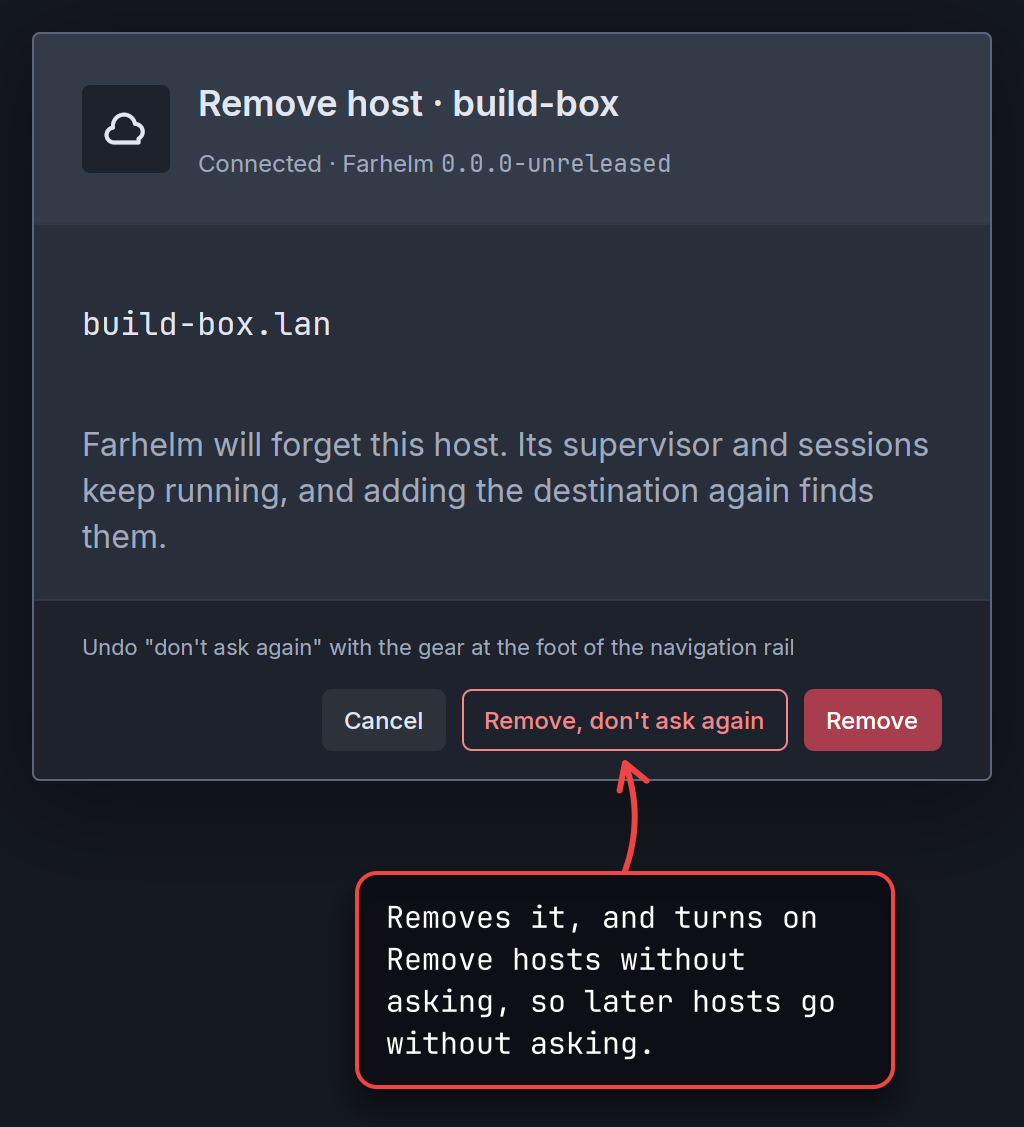 Remove host · build-box
Connected · Farhelm 0.0.0-unreleased
build-box.lan
Farhelm will forget this host. Its supervisor and sessions
keep running, and adding the destination again finds
them.
Undo "don't ask again" with the gear at the foot of the navigation rail
Cancel
Remove, don't ask again
Remove
Removes it, and turns on
Remove hosts without
asking, so later hosts go
without asking.